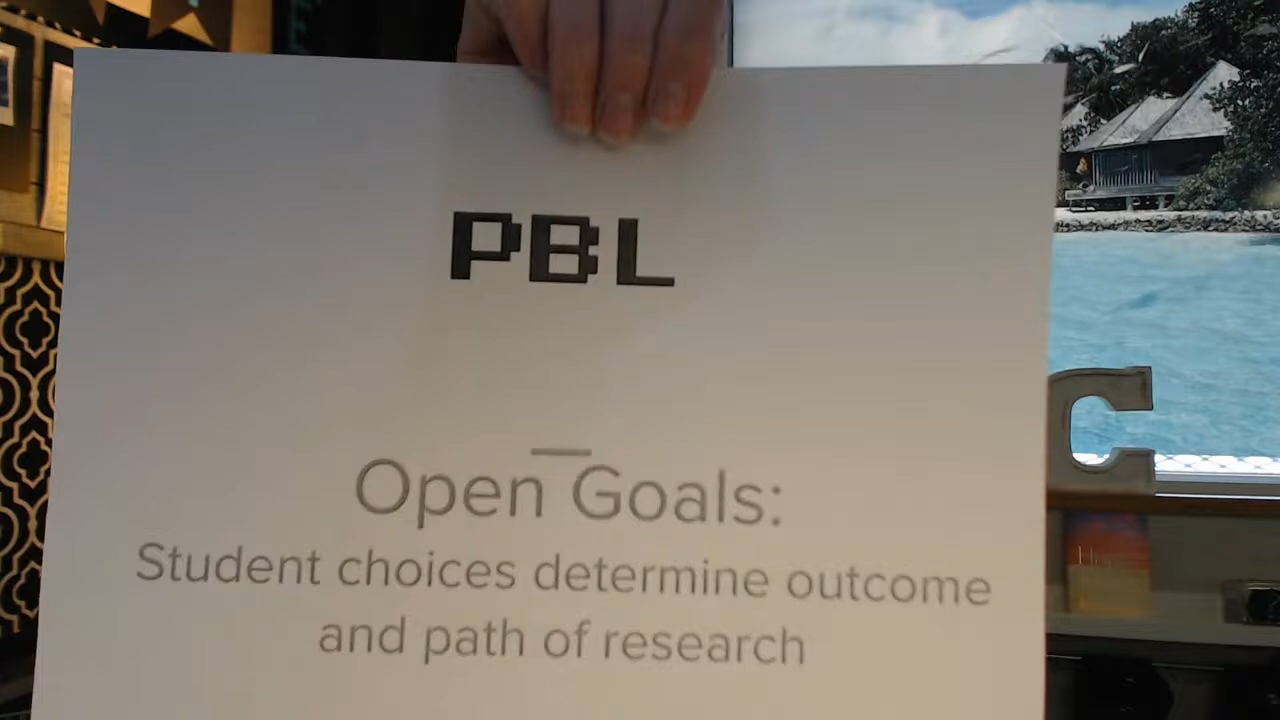 PBL
Open Goals:
Student choices determine outcome
and path of research
C